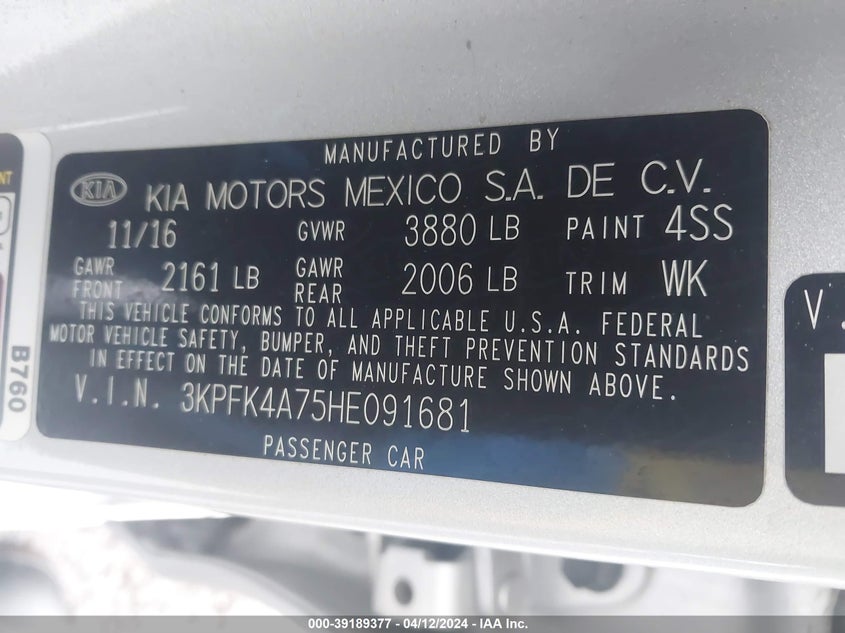 MANUFACTURED BY
KIA KIA MOTORS MEXICO S.A. DE C.V.
11/16 GVWR 3880 LB PAINT 4SS
GAWR FRONT 2161 LB GAWR REAR 2006 LB TRIM WK
THIS VEHICLE CONFORMS TO ALL APPLICABLE U.S.A. FEDERAL
MOTOR VEHICLE SAFETY, BUMPER, AND THEFT PREVENTION STANDARDS
IN EFFECT ON THE DATE OF MANUFACTURE SHOWN ABOVE.
V.I.N. 3KPFK4A75HE091681
PASSENGER CAR
B760
V.
000-39189377 - 04/12/2024 - IAA Inc.